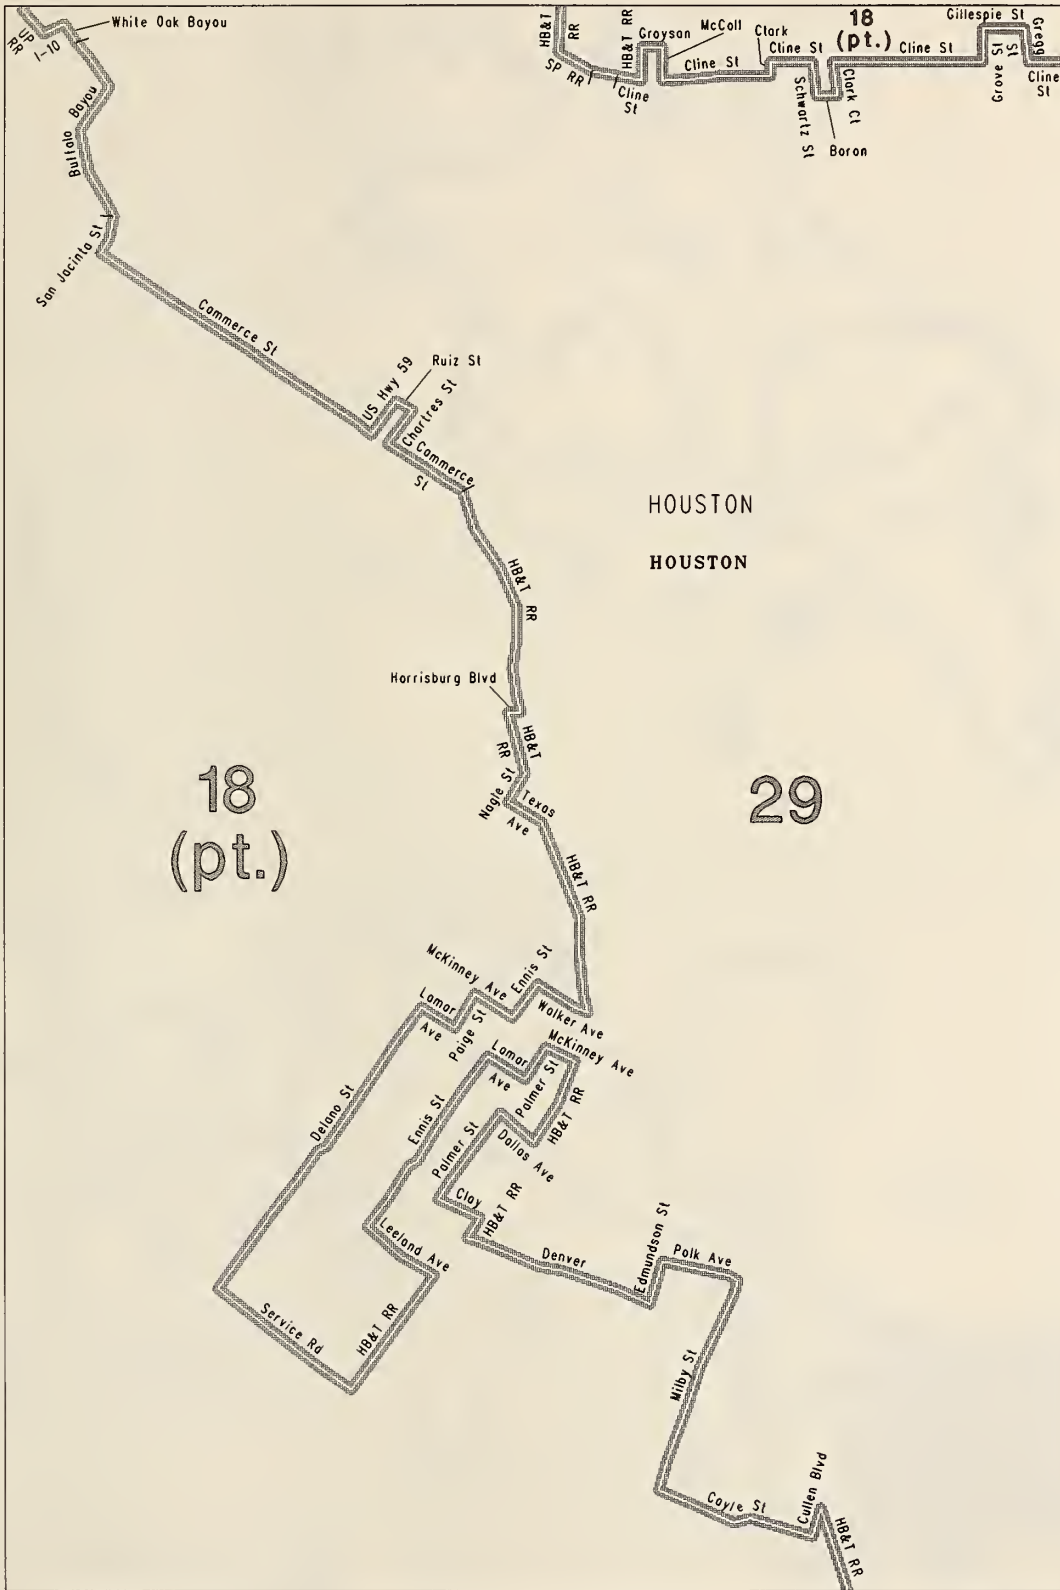 White Oak Bayou
UP
RR
I-10
Buffalo Bayou
San Jacinto St
HB&T
RR
SP RR
HB&T RR
Cline
St
Grayson
McColl
Cline St
Clark
Cline St
18
(pt.)
Cline St
Schwartz St
Clark Ct
Baron
Gillespie St
Grove St
Gregg
St
Cline
St
Commerce St
US Hwy 59
Ruiz St
Chartres St
Commerce
St
HOUSTON
HOUSTON
HB&T
RR
Harrisburg Blvd
HB&T
RR
Nagle St
Texas
Ave
18
(pt.)
29
HB&T RR
McKinney Ave
Ennis St
Lamar
Ave
Paige St
Walker Ave
Lamar
Ave
McKinney Ave
Palmer St
HB&T RR
Delano St
Ennis St
Palmer St
Dallas Ave
Clay
HB&T RR
Leeland Ave
Denver
Edmundson St
Polk Ave
Service Rd
HB&T RR
Milby St
Coyle St
Cullen Blvd
HB&T RR